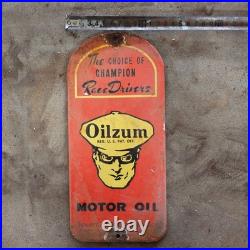 The CHOICE OF
CHAMPION
Race Drivers
Oilzum
REG. U.S. PAT. OFF.
MOTOR OIL